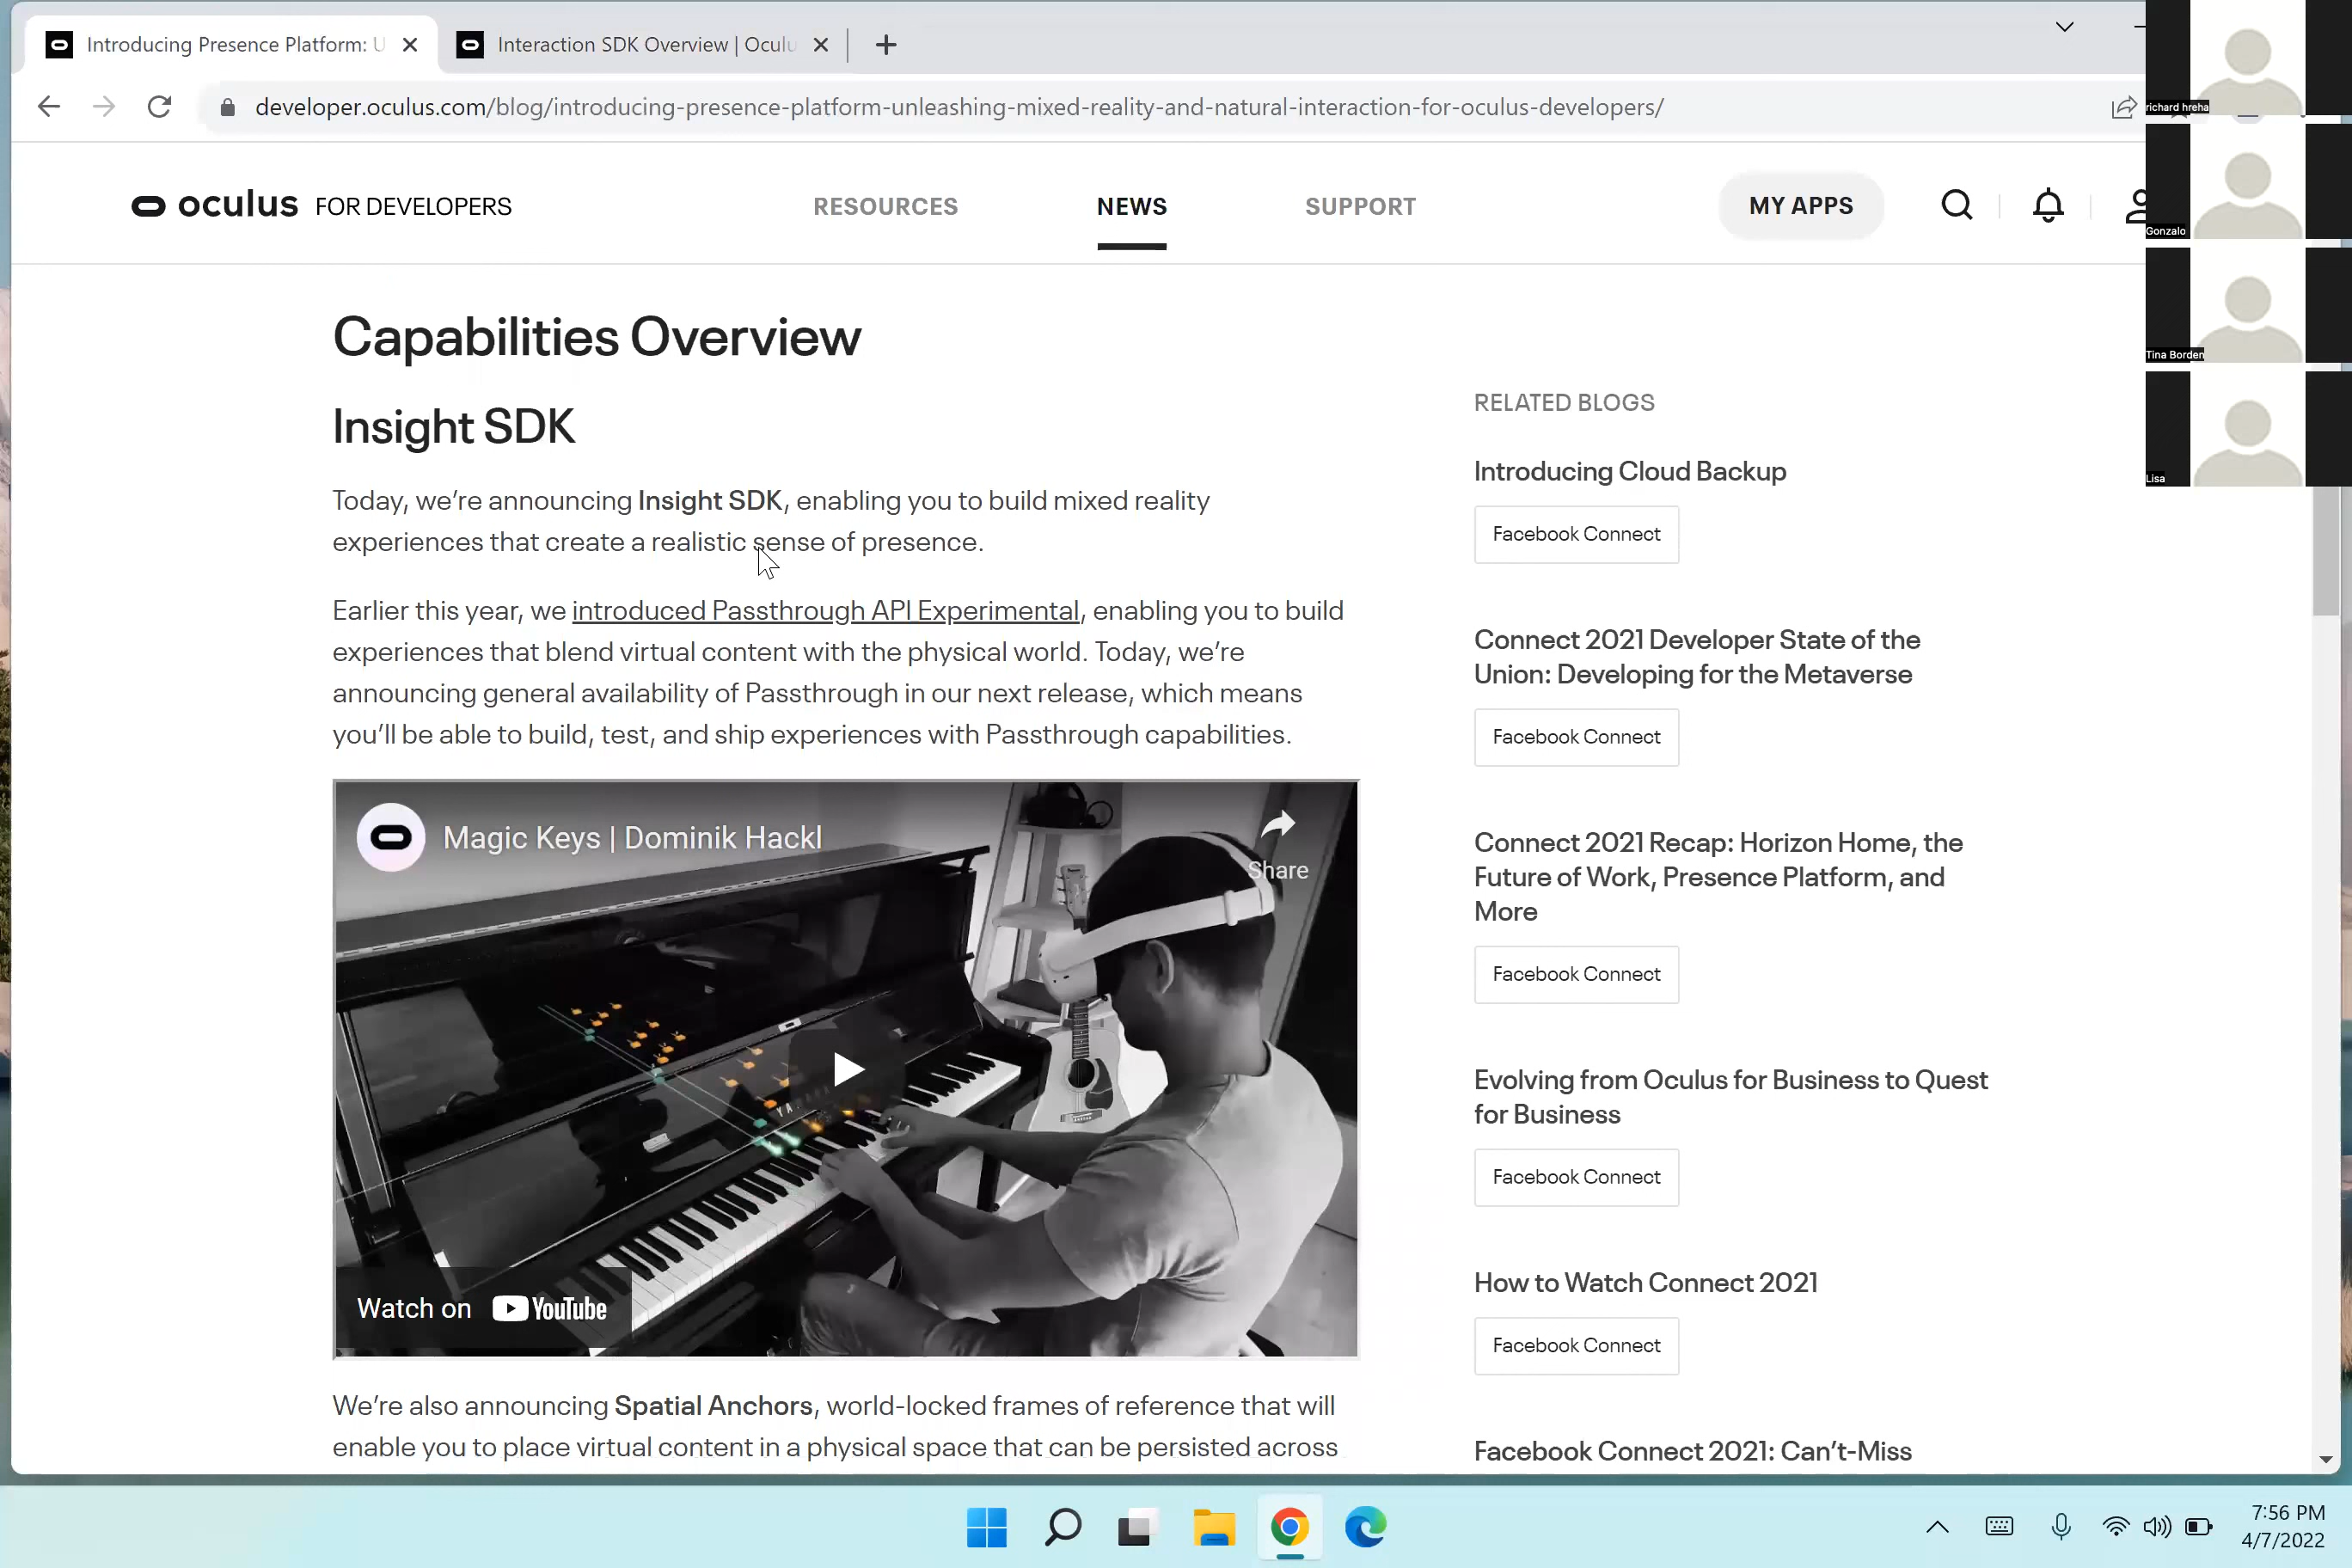 Introducing Presence Platform: U
Interaction SDK Overview | Oculu
developer.oculus.com/blog/introducing-presence-platform-unleashing-mixed-reality-and-natural-interaction-for-oculus-developers/
richard hreha
Gonzalo
Tina Borden
Lisa
oculus FOR DEVELOPERS
RESOURCES
NEWS
SUPPORT
MY APPS
Capabilities Overview
Insight SDK
Today, we're announcing Insight SDK, enabling you to build mixed reality
experiences that create a realistic sense of presence.
Earlier this year, we introduced Passthrough API Experimental, enabling you to build
experiences that blend virtual content with the physical world. Today, we're
announcing general availability of Passthrough in our next release, which means
you'll be able to build, test, and ship experiences with Passthrough capabilities.
Magic Keys | Dominik Hackl
Share
Watch on YouTube
We're also announcing Spatial Anchors, world-locked frames of reference that will
enable you to place virtual content in a physical space that can be persisted across
RELATED BLOGS
Introducing Cloud Backup
Facebook Connect
Connect 2021 Developer State of the
Union: Developing for the Metaverse
Facebook Connect
Connect 2021 Recap: Horizon Home, the
Future of Work, Presence Platform, and
More
Facebook Connect
Evolving from Oculus for Business to Quest
for Business
Facebook Connect
How to Watch Connect 2021
Facebook Connect
Facebook Connect 2021: Can't-Miss
7:56 PM
4/7/2022